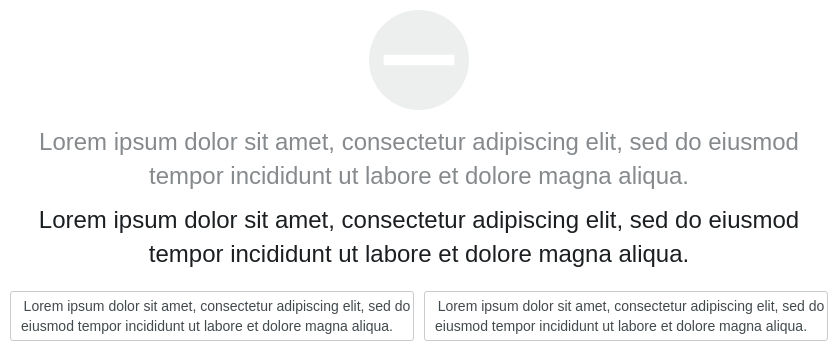 Lorem ipsum dolor sit amet, consectetur adipiscing elit, sed do eiusmod
tempor incididunt ut labore et dolore magna aliqua.
Lorem ipsum dolor sit amet, consectetur adipiscing elit, sed do eiusmod
tempor incididunt ut labore et dolore magna aliqua.
Lorem ipsum dolor sit amet, consectetur adipiscing elit, sed do
eiusmod tempor incididunt ut labore et dolore magna aliqua.
Lorem ipsum dolor sit amet, consectetur adipiscing elit, sed do
eiusmod tempor incididunt ut labore et dolore magna aliqua.